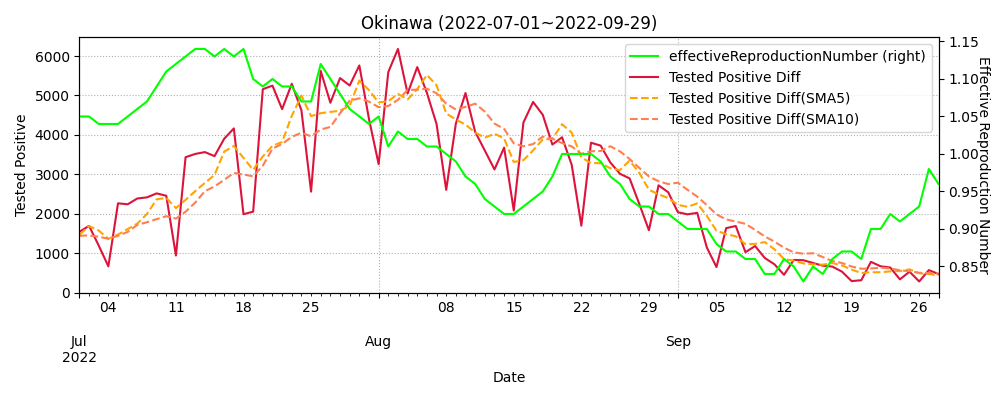 Okinawa (2022-07-01~2022-09-29)
effectiveReproductionNumber (right)
Tested Positive Diff
Tested Positive Diff(SMA5)
Tested Positive Diff(SMA10)
Tested Positive
6000
5000
4000
3000
2000
1000
0
1.15
1.10
1.05
1.00
0.95
0.90
0.85
Effective Reproduction Number
04 11 18 25 08 15 22 29 05 12 19 26
Jul Aug Sep
2022
Date